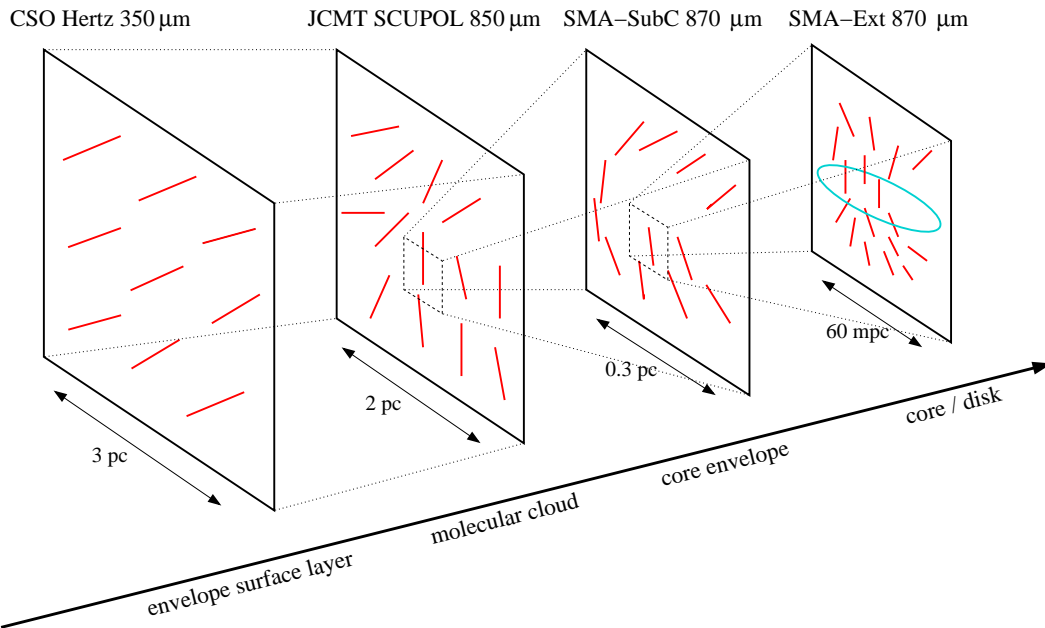 CSO Hertz 350 μm
JCMT SCUPOL 850 μm
SMA−SubC 870 μm
SMA−Ext 870 μm
60 mpc
0.3 pc
2 pc
3 pc
core / disk
core envelope
molecular cloud
envelope surface layer